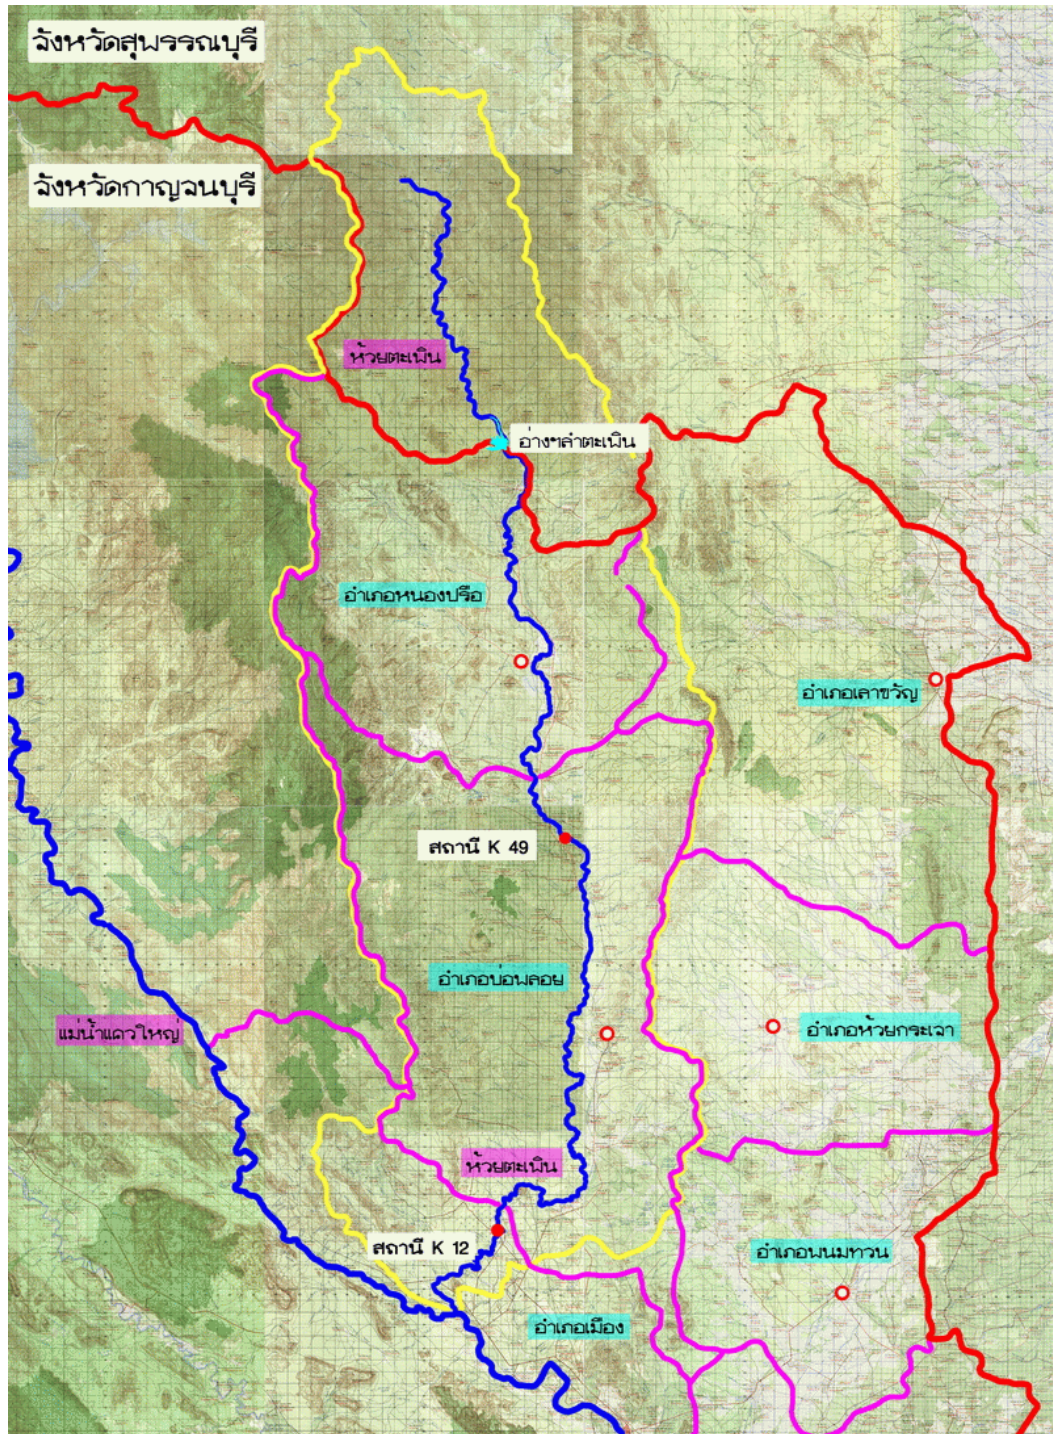 จังหวัดสุพรรณบุรี
จังหวัดกาญจนบุรี
ห้วยตะเพิน
อ่างฯลำตะเพิน
อำเภอหนองปรือ
อำเภอเลาขวัญ
สถานี K 49
อำเภอบ่อพลอย
แม่น้ำแควใหญ่
อำเภอห้วยกระเจา
ห้วยตะเพิน
สถานี K 12
อำเภอพนมทวน
อำเภอเมือง